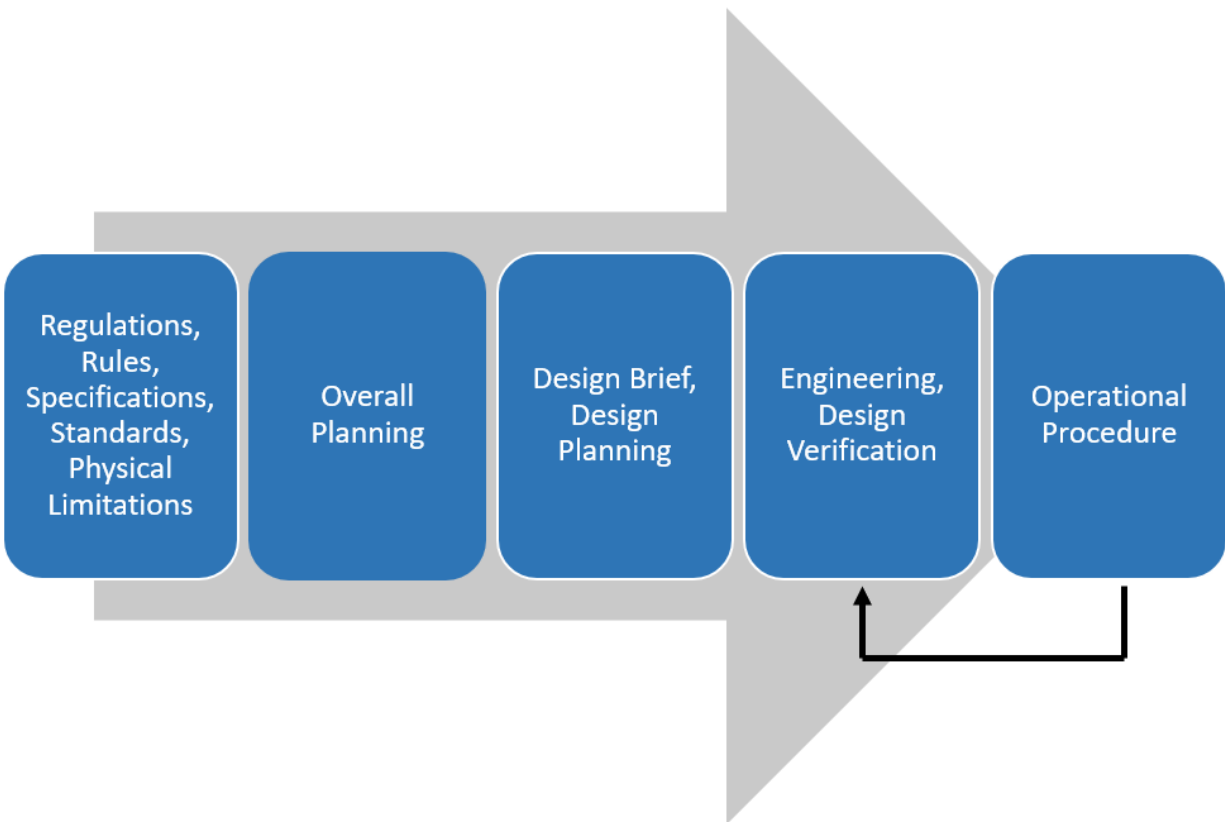 Regulations,
Rules,
Specifications,
Standards,
Physical
Limitations
Overall
Planning
Design Brief,
Design
Planning
Engineering,
Design
Verification
Operational
Procedure